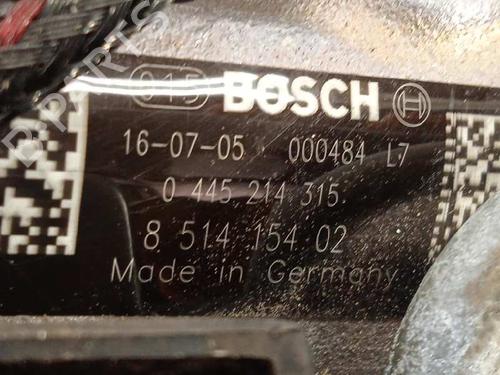 015 BOSCH
16-07-05 000484 L7
0 445 214 315
8 514 154 02
Made in Germany